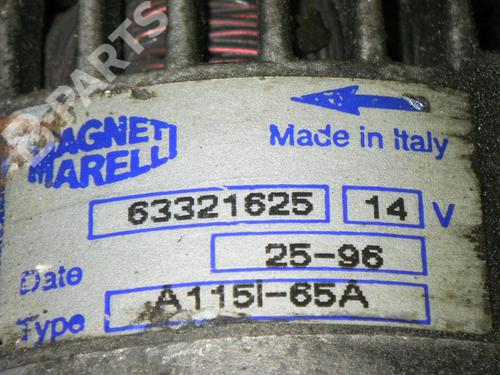 B-PARTS
MAGNETI
MARELLI
Made in Italy
63321625 14 V
Date 25-96
Type A115I-65A